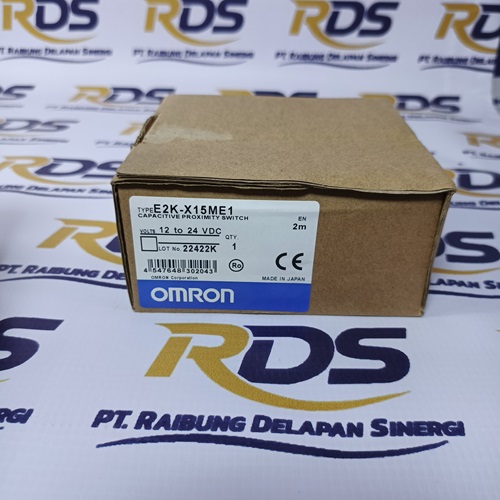 RDS
PT. RAIBUNG DELAPAN SINERGI
TYPE E2K-X15ME1
CAPACITIVE PROXIMITY SWITCH
EN
2m
VOLTS 12 to 24 VDC
QTY.
1
LOT No. 22422K
4 547648 302043
Ro
CE
OMRON Corporation
MADE IN JAPAN
OMRON
RDS
PT. RAIBUNG DELAPAN SINERGI